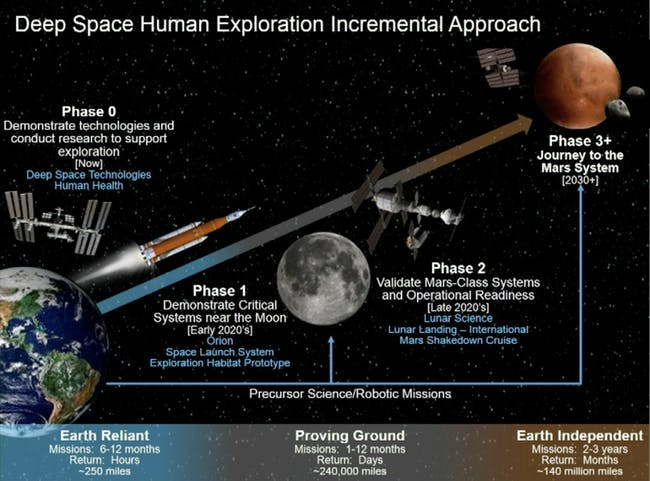 Deep Space Human Exploration Incremental Approach
Phase 0
Demonstrate technologies and
conduct research to support
exploration
[Now]
Deep Space Technologies
Human Health
Phase 1
Demonstrate Critical
Systems near the Moon
[Early 2020's]
Orion
Space Launch System
Exploration Habitat Prototype
Phase 2
Validate Mars-Class Systems
and Operational Readiness
[Late 2020's]
Lunar Science
Lunar Landing – International
Mars Shakedown Cruise
Phase 3+
Journey to the
Mars System
[2030+]
Precursor Science/Robotic Missions
Earth Reliant
Missions: 6-12 months
Return: Hours
~250 miles
Proving Ground
Missions: 1-12 months
Return: Days
~240,000 miles
Earth Independent
Missions: 2-3 years
Return: Months
~140 million miles